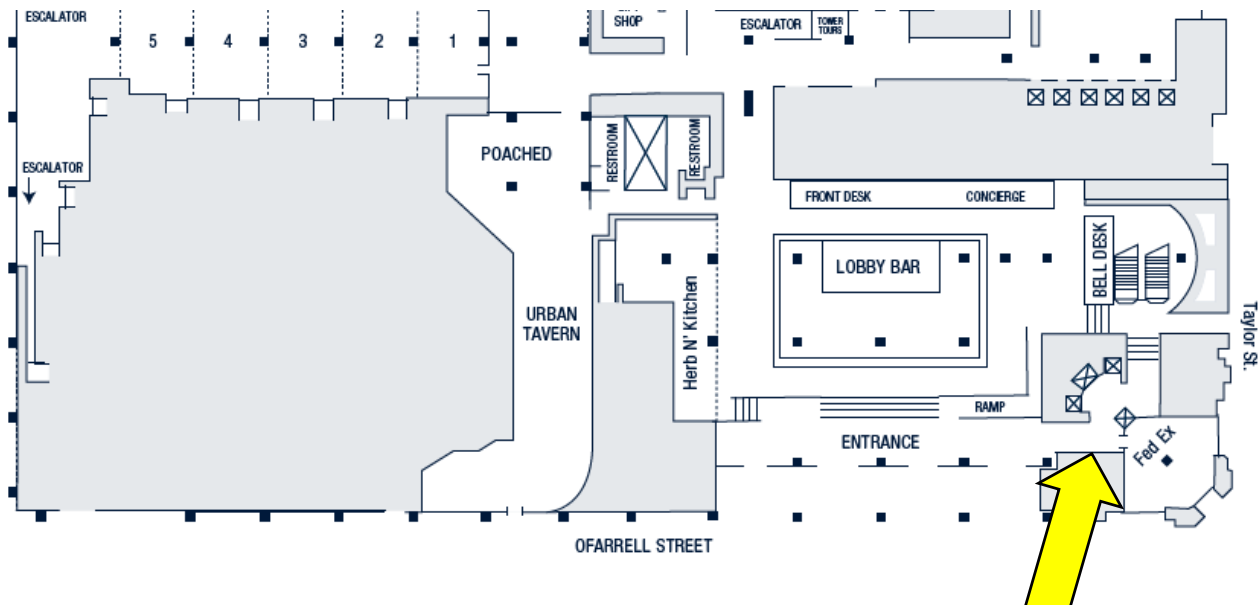 ESCALATOR
SHOP
ESCALATOR
TOWER
TOURS
5
4
3
2
1
ESCALATOR
POACHED
RESTROOM
RESTROOM
FRONT DESK
CONCIERGE
BELL DESK
LOBBY BAR
URBAN
TAVERN
Herb N' Kitchen
Taylor St.
RAMP
ENTRANCE
Fed Ex
OFARRELL STREET